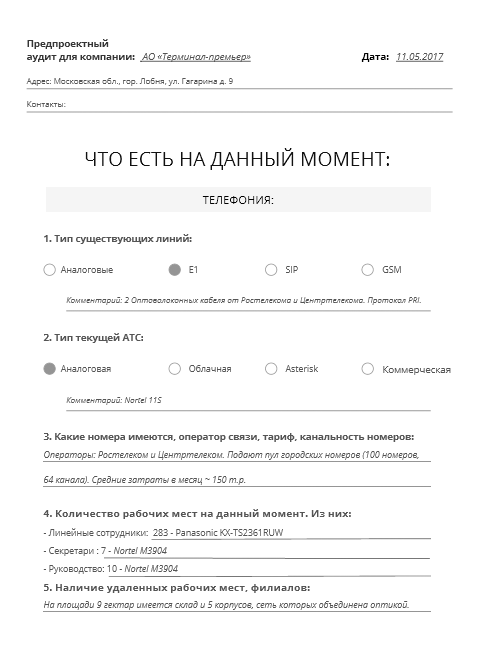 Предпроектный
аудит для компании: АО «Терминал-премьер» Дата: 11.05.2017
Адрес: Московская обл., гор. Лобня, ул. Гагарина д. 9
Контакты:
ЧТО ЕСТЬ НА ДАННЫЙ МОМЕНТ:
ТЕЛЕФОНИЯ:
1. Тип существующих линий:
Аналоговые E1 SIP GSM
Комментарий: 2 Оптоволоконных кабеля от Ростелекома и Центртелекома. Протокол PRI.
2. Тип текущей АТС:
Аналоговая Облачная Asterisk Коммерческая
Комментарий: Nortel 11S
3. Какие номера имеются, оператор связи, тариф, канальность номеров:
Операторы: Ростелеком и Центртелеком. Подают пул городских номеров (100 номеров,
64 канала). Средние затраты в месяц ~ 150 т.р.
4. Количество рабочих мест на данный момент. Из них:
- Линейные сотрудники: 283 - Panasonic KX-TS2361RUW
- Секретари : 7 - Nortel M3904
- Руководство: 10 - Nortel M3904
5. Наличие удаленных рабочих мест, филиалов:
На площади 9 гектар имеется склад и 5 корпусов, сеть которых объединена оптикой.